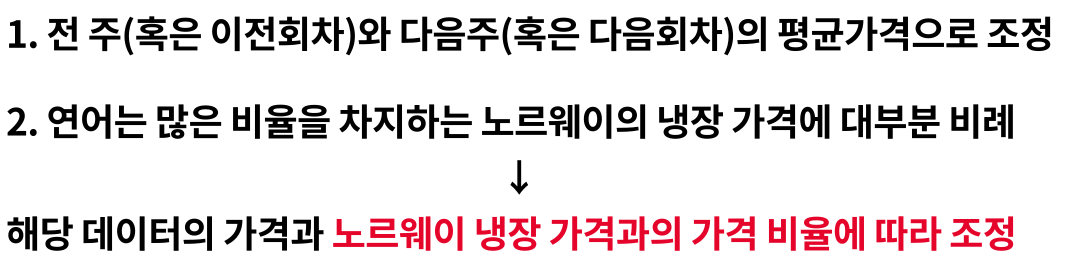 1. 전 주(혹은 이전회차)와 다음주(혹은 다음회차)의 평균가격으로 조정
2. 연어는 많은 비율을 차지하는 노르웨이의 냉장 가격에 대부분 비례
↓
해당 데이터의 가격과 노르웨이 냉장 가격과의 가격 비율에 따라 조정